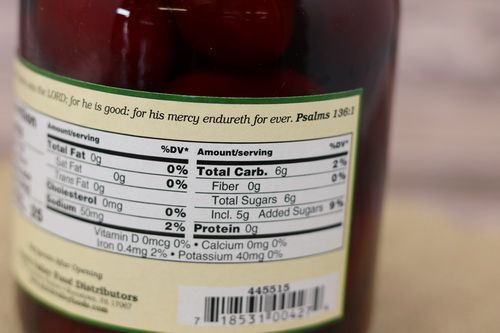 the LORD; for he is good: for his mercy endureth for ever. Psalms 136:1
Amount/serving %DV*
Total Fat 0g 0%
Sat Fat 0g 0%
Trans Fat 0g
Cholesterol 0mg 0%
Sodium 50mg 2%
Amount/serving %DV*
Total Carb. 6g 2%
Fiber 0g 0%
Total Sugars 6g
Incl. 5g Added Sugars 9%
Protein 0g
25
Vitamin D 0mcg 0% • Calcium 0mg 0%
Iron 0.4mg 2% • Potassium 40mg 0%
After Opening
Food Distributors
445515
7 18531 00427